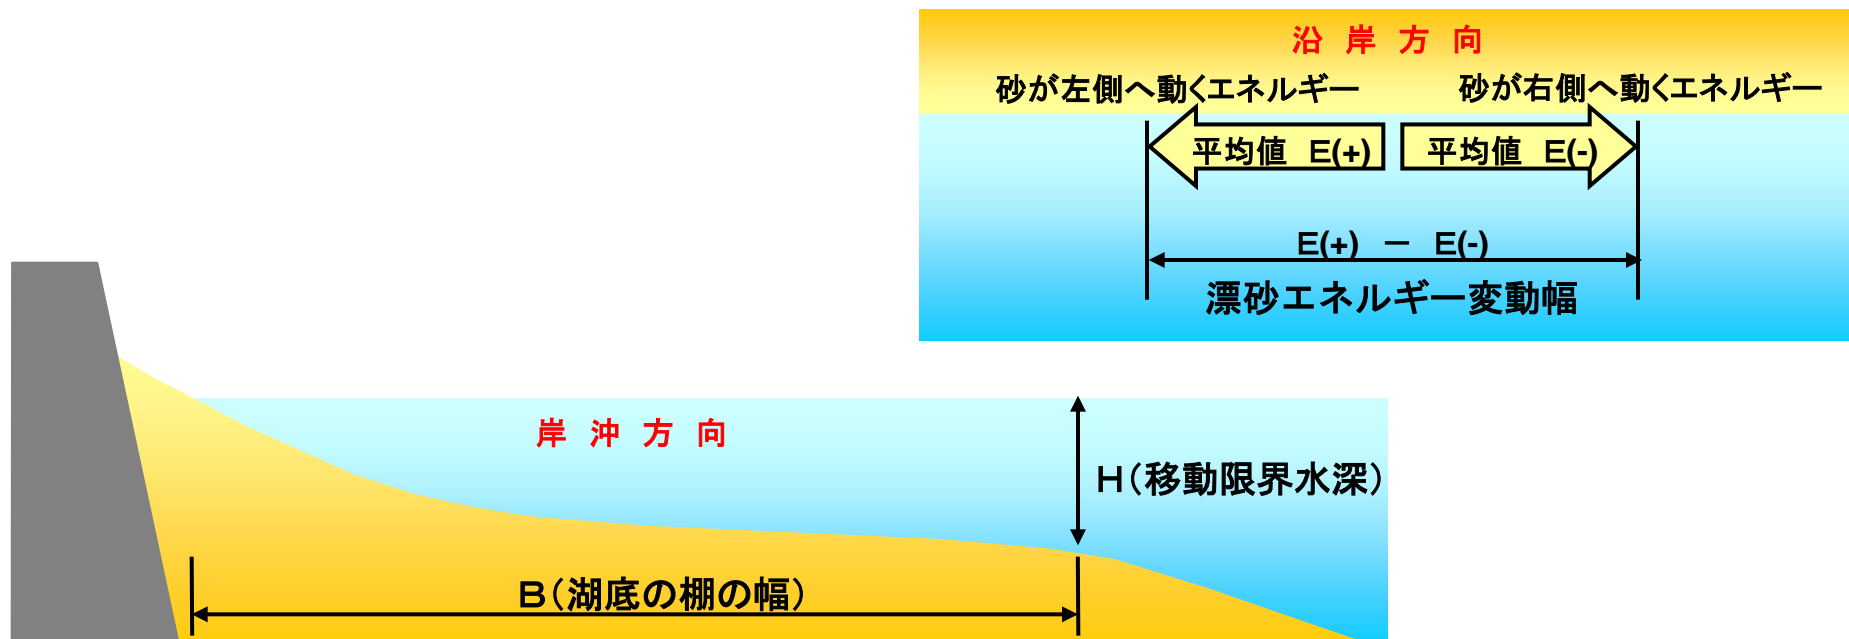 沿岸方向
砂が左側へ動くエネルギー 砂が右側へ動くエネルギー
平均値 E(+) 平均値 E(-)
E(+) － E(-)
漂砂エネルギー変動幅
岸沖方向
H(移動限界水深)
B(湖底の棚の幅)